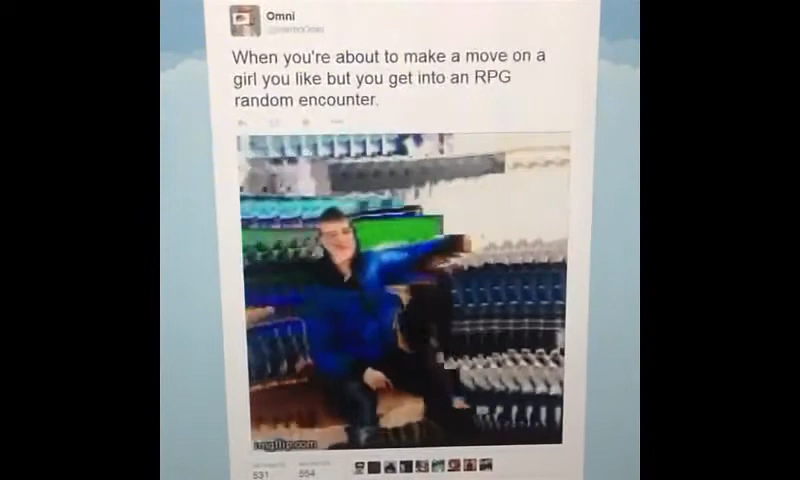 Omni
When you're about to make a move on a
girl you like but you get into an RPG
random encounter.
imgflip.com
531
554